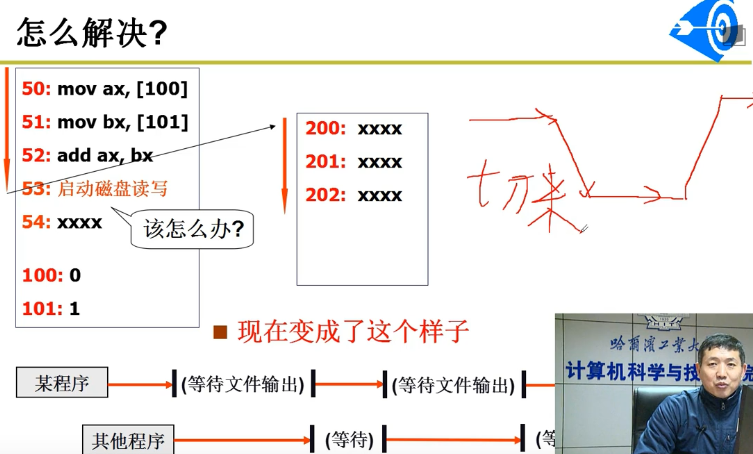 怎么解决?
50: mov ax, [100]
51: mov bx, [101]
52: add ax, bx
53: 启动磁盘读写
54: xxxx
该怎么办?
100: 0
101: 1
200: xxxx
201: xxxx
202: xxxx
切菜
■ 现在变成了这个样子
某程序
(等待文件输出)
(等待文件输出)
其他程序
(等待)
(等
哈尔滨工业大
计算机科学与技